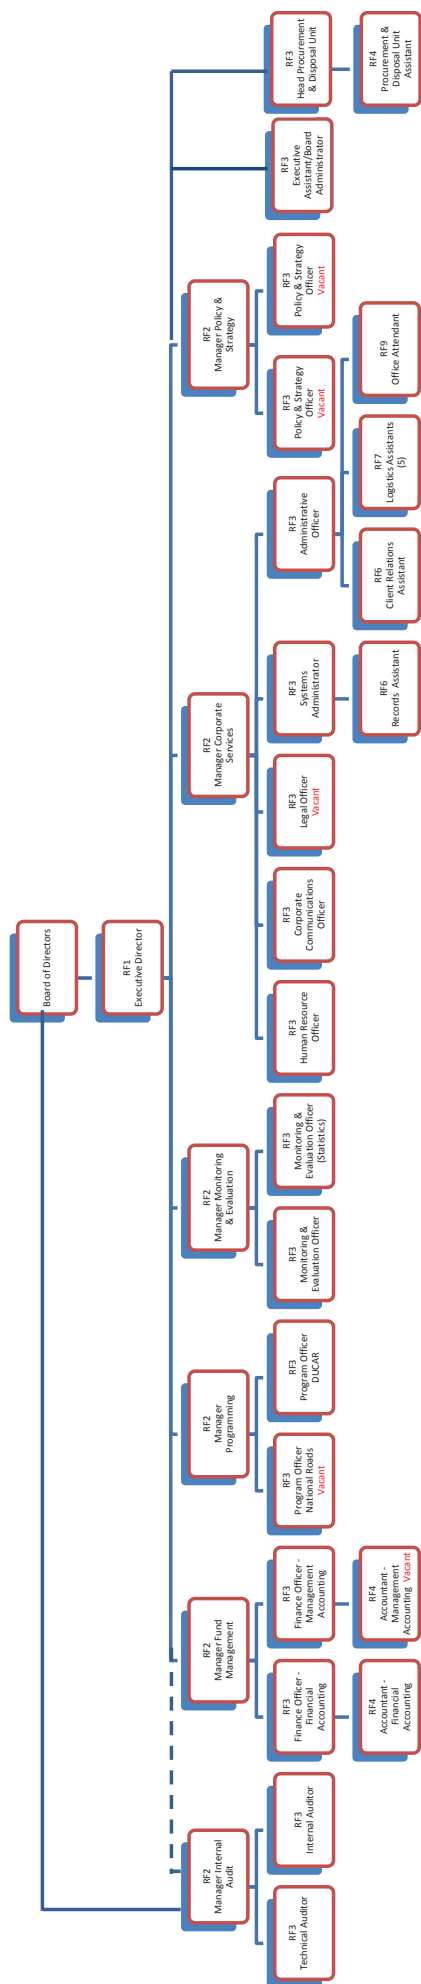 Board of Directors
RF1
Executive Director
RF2
Manager Internal
Audit
RF2
Manager Fund
Management
RF2
Manager
Programming
RF2
Manager Monitoring
& Evaluation
RF2
Manager Corporate
Services
RF2
Manager Policy &
Strategy
RF3
Technical Auditor
RF3
Internal Auditor
RF3
Finance Officer -
Financial
Accounting
RF3
Finance Officer -
Management
Accounting
RF3
Program Officer
National Roads
Vacant
RF3
Program Officer
DUCAR
RF3
Monitoring &
Evaluation Officer
RF3
Monitoring &
Evaluation Officer
(Statistics)
RF3
Human Resource
Officer
RF3
Corporate
Communications
Officer
RF3
Legal Officer
Vacant
RF3
Systems
Administrator
RF3
Administrative
Officer
RF3
Policy & Strategy
Officer
Vacant
RF3
Policy & Strategy
Officer
Vacant
RF3
Executive
Assistant/Board
Administrator
RF3
Head Procurement
& Disposal Unit
RF4
Accountant -
Financial
Accounting
RF4
Accountant -
Management
Accounting Vacant
RF6
Records Assistant
RF6
Client Relations
Assistant
RF7
Logistics Assistants
(5)
RF9
Office Attendant
RF4
Procurement &
Disposal Unit
Assistant